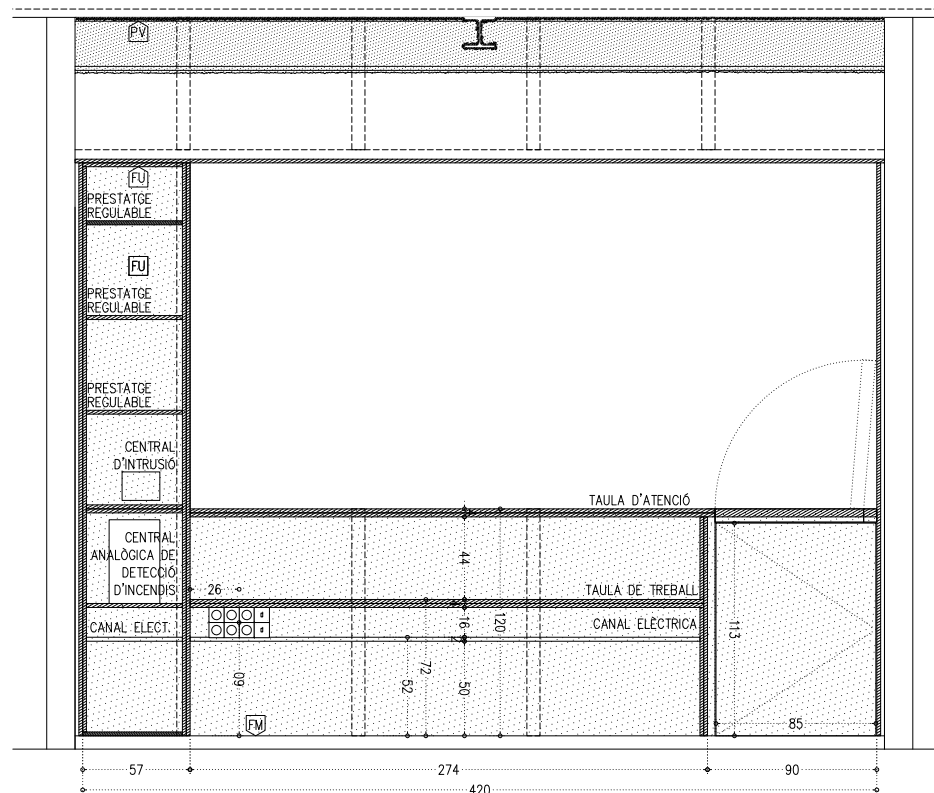 PV
FU
PRESTATGE
REGULABLE
FU
PRESTATGE
REGULABLE
PRESTATGE
REGULABLE
CENTRAL
D'INTRUSIÓ
TAULA D'ATENCIÓ
CENTRAL
ANALÒGICA DE
DETECCIÓ
D'INCENDIS
44
26
TAULA DE TREBALL
4
CANAL ELECT.
16
120
CANAL ELÈCTRICA
113
2
60
52
72
50
FM
85
57
274
90
420